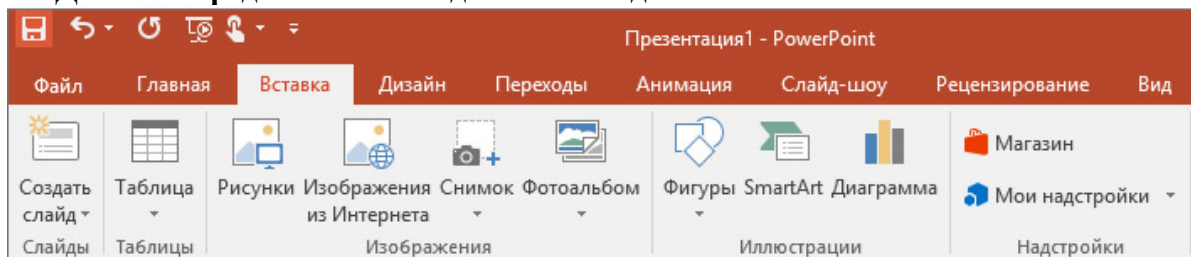 Презентация1 - PowerPoint
Файл Главная Вставка Дизайн Переходы Анимация Слайд-шоу Рецензирование Вид
Создать слайд
Таблица
Рисунки
Изображения из Интернета
Снимок
Фотоальбом
Фигуры
SmartArt
Диаграмма
Магазин
Мои надстройки
Слайды Таблицы Изображения Иллюстрации Надстройки